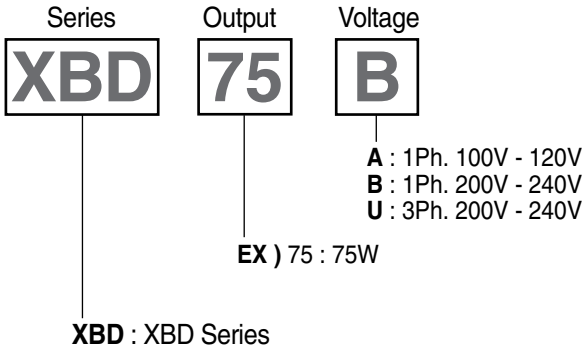 Series Output Voltage
XBD 75 B
A : 1Ph. 100V - 120V
B : 1Ph. 200V - 240V
U : 3Ph. 200V - 240V
EX ) 75 : 75W
XBD : XBD Series